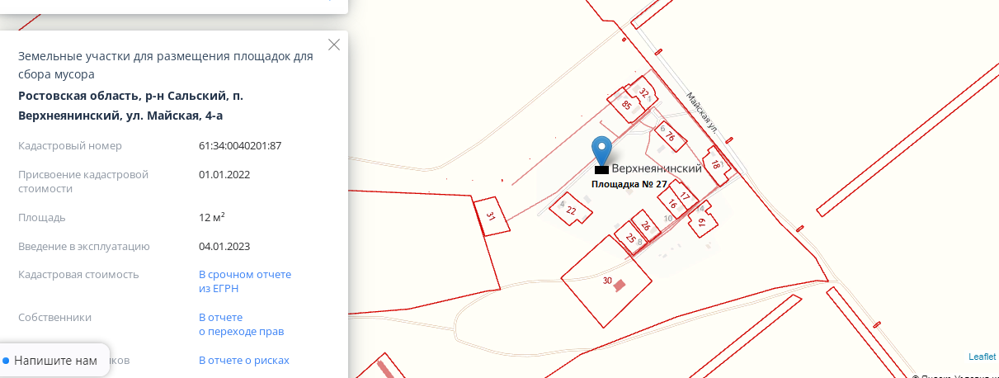 Земельные участки для размещения площадок для
сбора мусора
Ростовская область, р-н Сальский, п.
Верхнеянинский, ул. Майская, 4-а
Кадастровый номер 61:34:0040201:87
Присвоение кадастровой стоимости 01.01.2022
Площадь 12 м²
Введение в эксплуатацию 04.01.2023
Кадастровая стоимость В срочном отчете
из ЕГРН
Собственники В отчете
о переходе прав
В отчете о рисках
Напишите нам
Майская ул.
32
85
6
76
18
Верхнеянинский
Площадка № 27
17
16
14
19
10
26
25
8
4
22
31
30
Leaflet